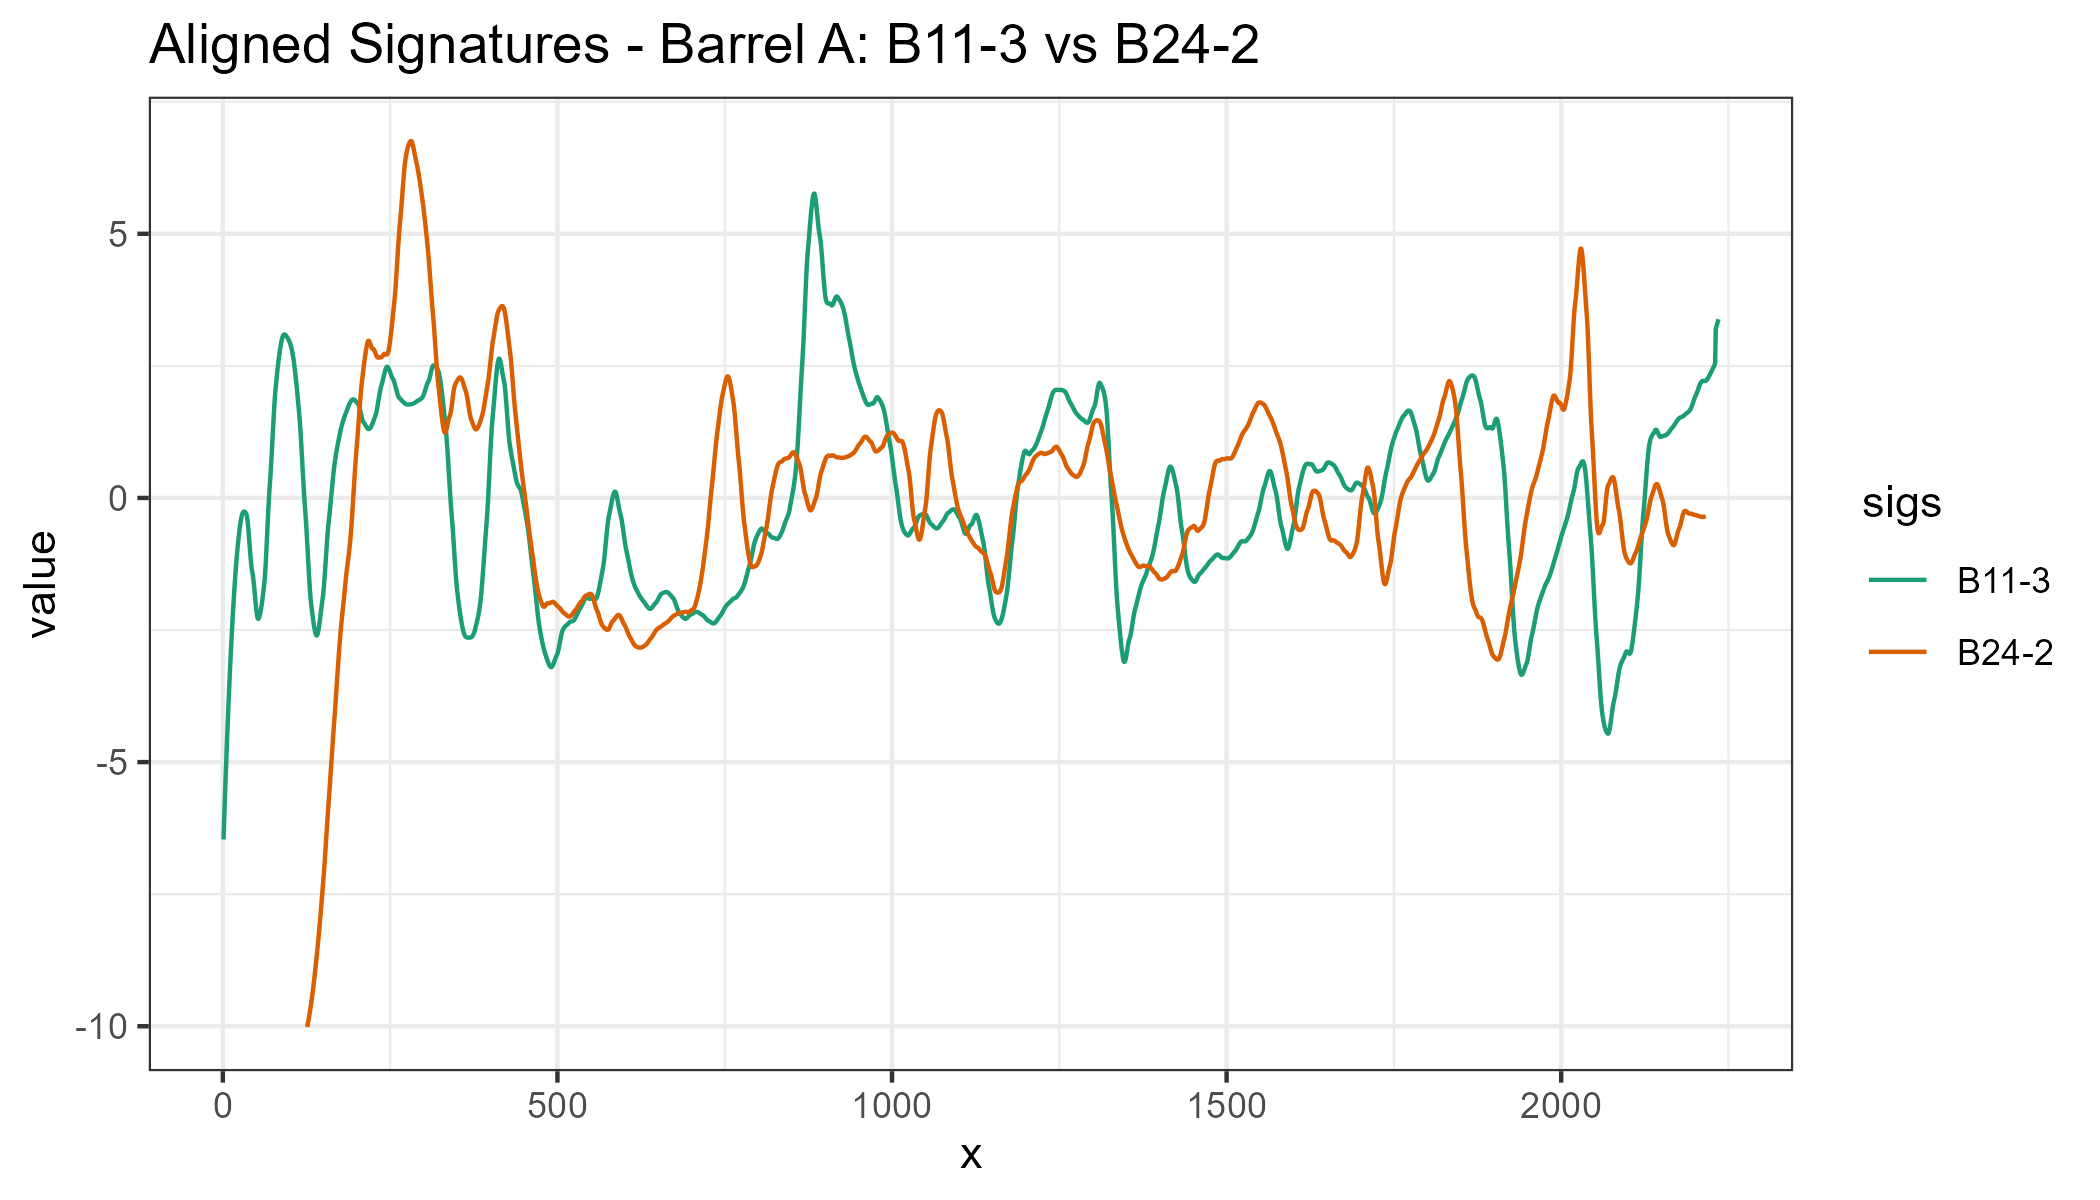 Aligned Signatures - Barrel A: B11-3 vs B24-2
value
5
0
-5
-10
0 500 1000 1500 2000
x
sigs
B11-3
B24-2